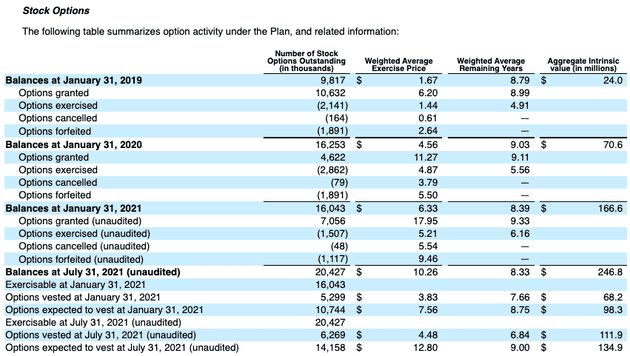 Stock Options
The following table summarizes option activity under the Plan, and related information:
Number of Stock
Options Outstanding Weighted Average Weighted Average Aggregate Intrinsic
(in thousands) Exercise Price Remaining Years value (in millions)
Balances at January 31, 2019 9,817 $ 1.67 8.79 $ 24.0
Options granted 10,632 6.20 8.99
Options exercised (2,141) 1.44 4.91
Options cancelled (164) 0.61 —
Options forfeited (1,891) 2.64 —
Balances at January 31, 2020 16,253 $ 4.56 9.03 $ 70.6
Options granted 4,622 11.27 9.11
Options exercised (2,862) 4.87 5.56
Options cancelled (79) 3.79 —
Options forfeited (1,891) 5.50 —
Balances at January 31, 2021 16,043 $ 6.33 8.39 $ 166.6
Options granted (unaudited) 7,056 17.95 9.33
Options exercised (unaudited) (1,507) 5.21 6.16
Options cancelled (unaudited) (48) 5.54 —
Options forfeited (unaudited) (1,117) 9.46 —
Balances at July 31, 2021 (unaudited) 20,427 $ 10.26 8.33 $ 246.8
Exercisable at January 31, 2021 16,043
Options vested at January 31, 2021 5,299 $ 3.83 7.66 $ 68.2
Options expected to vest at January 31, 2021 10,744 $ 7.56 8.75 $ 98.3
Exercisable at July 31, 2021 (unaudited) 20,427
Options vested at July 31, 2021 (unaudited) 6,269 $ 4.48 6.84 $ 111.9
Options expected to vest at July 31, 2021 (unaudited) 14,158 $ 12.80 9.00 $ 134.9